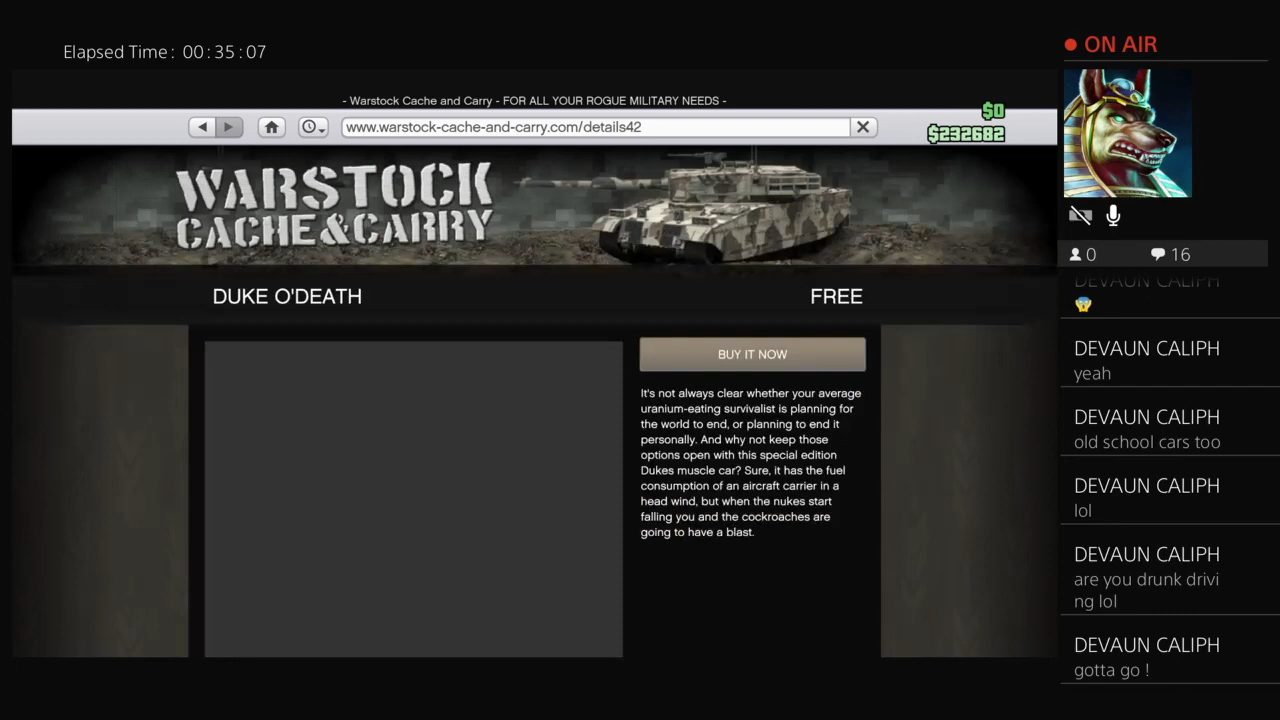 Elapsed Time: 00:35:07
ON AIR
- Warstock Cache and Carry - FOR ALL YOUR ROGUE MILITARY NEEDS -
www.warstock-cache-and-carry.com/details42
$0
$232682
WARSTOCK
CACHE&CARRY
DUKE O'DEATH
FREE
BUY IT NOW
It's not always clear whether your average
uranium-eating survivalist is planning for
the world to end, or planning to end it
personally. And why not keep those
options open with this special edition
Dukes muscle car? Sure, it has the fuel
consumption of an aircraft carrier in a
head wind, but when the nukes start
falling you and the cockroaches are
going to have a blast.
0
16
DEVAUN CALIPH
😱
DEVAUN CALIPH
yeah
DEVAUN CALIPH
old school cars too
DEVAUN CALIPH
lol
DEVAUN CALIPH
are you drunk drivi
ng lol
DEVAUN CALIPH
gotta go !